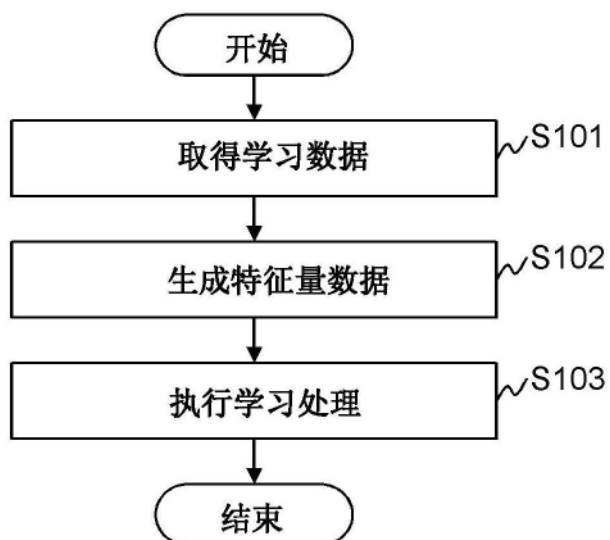 开始
取得学习数据
S101
生成特征量数据
S102
执行学习处理
S103
结束